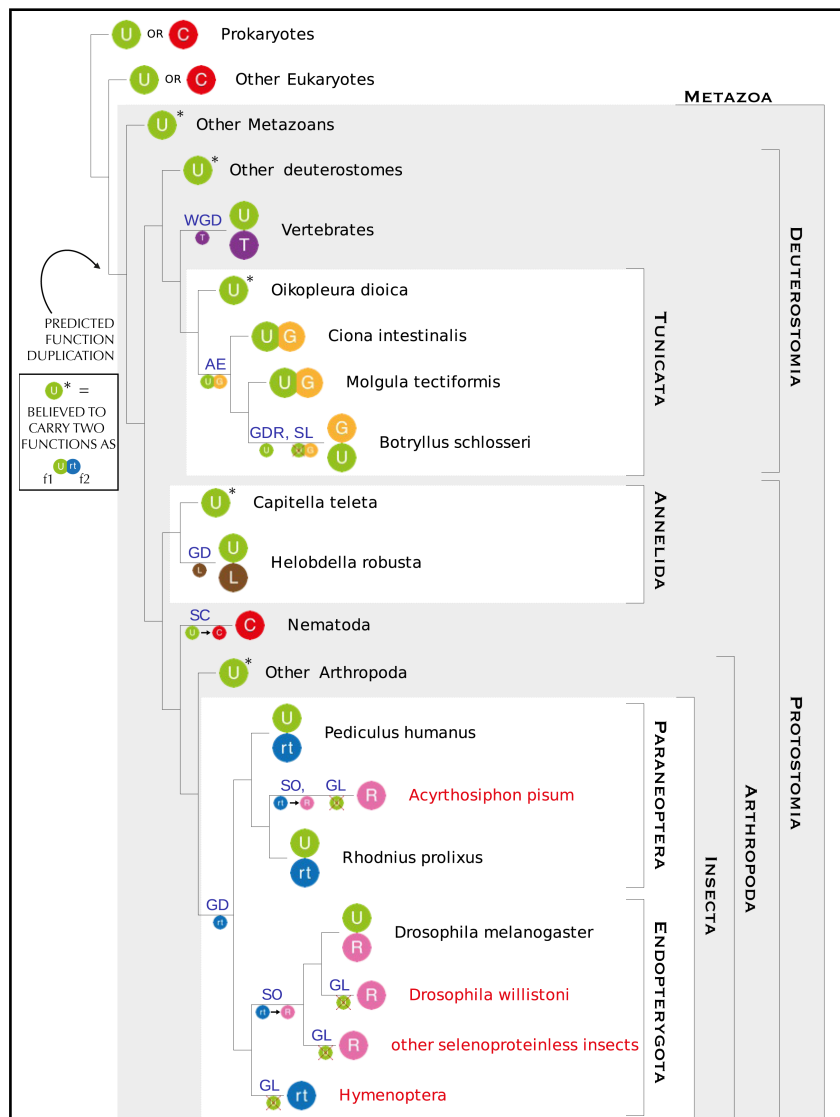 U OR C Prokaryotes
U OR C Other Eukaryotes
METAZOA
U* Other Metazoans
U* Other deuterostomes
WGD
T
U
T
Vertebrates
DEUTEROSTOMIA
U* Oikopleura dioica
TUNICATA
PREDICTED
FUNCTION
DUPLICATION
U G Ciona intestinalis
AE
U G
U G Molgula tectiformis
U* =
BELIEVED TO
CARRY TWO
FUNCTIONS AS
U rt
f1 f2
GDR, SL
U G
G
U
Botryllus schlosseri
U* Capitella teleta
ANNELIDA
GD
L
U
L
Helobdella robusta
SC
U C
C Nematoda
U* Other Arthropoda
PROTOSTOMIA
ARTHROPODA
INSECTA
PARANEOPTERA
U
rt
Pediculus humanus
SO, GL
rt R U
R Acyrthosiphon pisum
U
rt
Rhodnius prolixus
GD
rt
ENDOPTERYGOTA
U
R
Drosophila melanogaster
GL
U
R Drosophila willistoni
SO
rt R
GL
U
R other selenoproteinless insects
GL
U
rt Hymenoptera